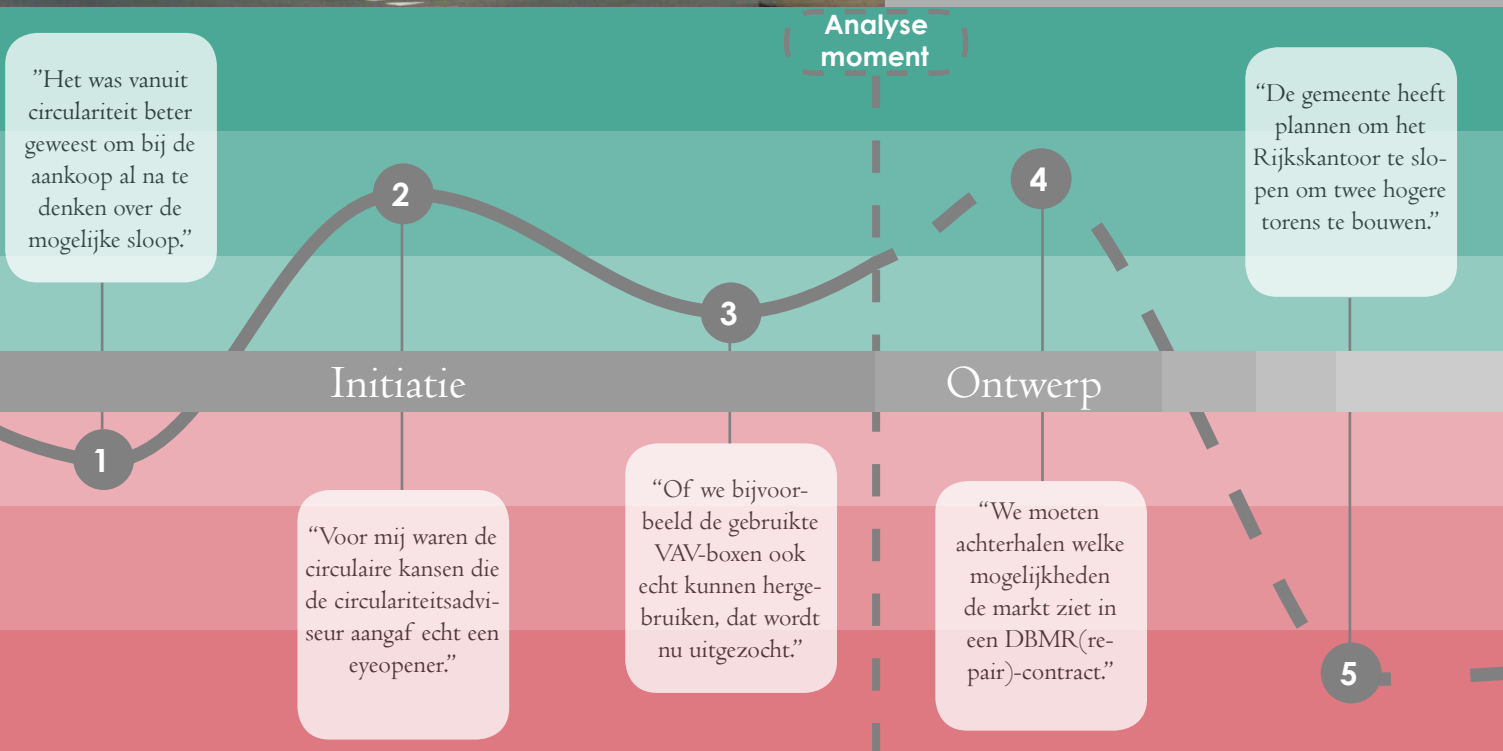 Analyse
moment
”Het was vanuit
circulariteit beter
geweest om bij de
aankoop al na te
denken over de
mogelijke sloop.”
“De gemeente heeft
plannen om het
Rijkskantoor te slo-
pen om twee hogere
torens te bouwen.”
2
4
3
Initiatie
Ontwerp
1
“Voor mij waren de
circulaire kansen die
de circulariteitsadvi-
seur aangaf echt een
eyeopener.”
“Of we bijvoor-
beeld de gebruikte
VAV-boxen ook
echt kunnen herge-
bruiken, dat wordt
nu uitgezocht.”
“We moeten
achterhalen welke
mogelijkheden
de markt ziet in
een DBMR(re-
pair)-contract.”
5